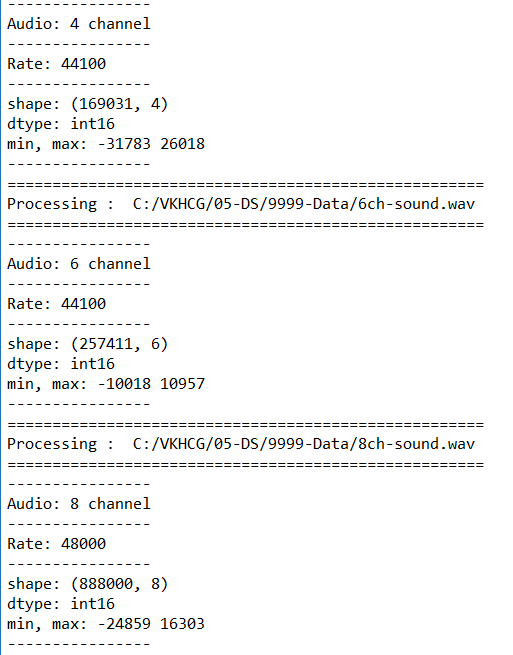 ----------------
Audio: 4 channel
----------------
Rate: 44100
----------------
shape: (169031, 4)
dtype: int16
min, max: -31783 26018
----------------
=====================================================
Processing :  C:/VKHCG/05-DS/9999-Data/6ch-sound.wav
=====================================================
----------------
Audio: 6 channel
----------------
Rate: 44100
----------------
shape: (257411, 6)
dtype: int16
min, max: -10018 10957
----------------
=====================================================
Processing :  C:/VKHCG/05-DS/9999-Data/8ch-sound.wav
=====================================================
----------------
Audio: 8 channel
----------------
Rate: 48000
----------------
shape: (888000, 8)
dtype: int16
min, max: -24859 16303
----------------